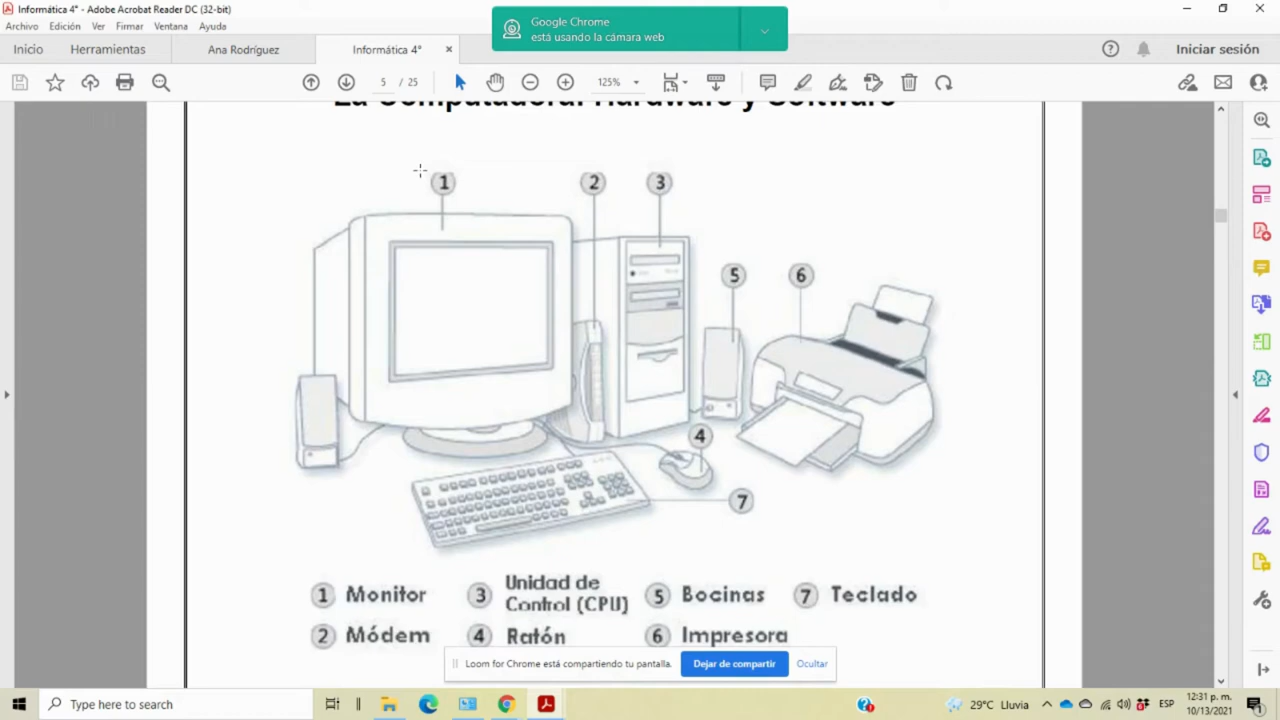 Informática 4° - Adobe Acrobat Reader DC (32-bit)
Archivo Edición Ver Firmar Ventana Ayuda
Google Chrome
está usando la cámara web
Inicio Herramientas Ana Rodríguez Informática 4° × Iniciar sesión
5 / 25 125%
La Computadora: Hardware y Software
1 2 3
5 6
4
7
1 Monitor 3 Unidad de Control (CPU) 5 Bocinas 7 Teclado
2 Módem 4 Ratón 6 Impresora
Loom for Chrome está compartiendo tu pantalla. Dejar de compartir Ocultar
Type here to search 29°C Lluvia ESP 12:31 p. m.
10/13/2021